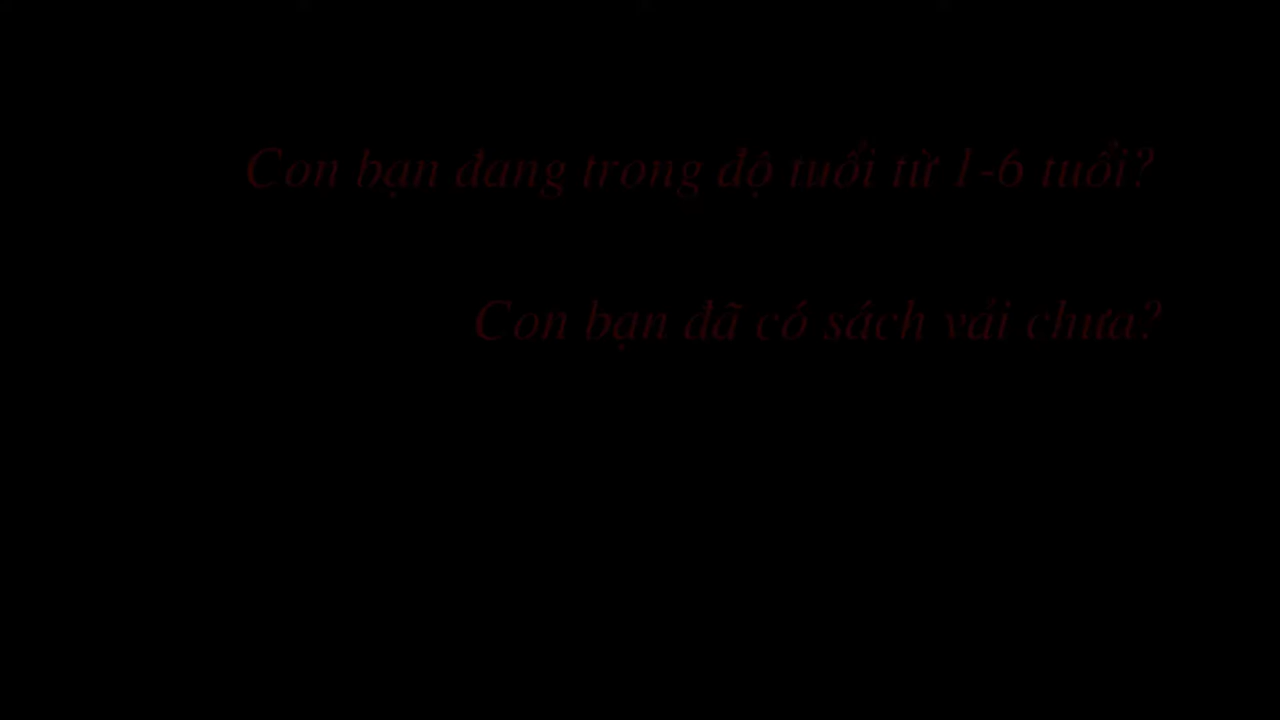 Con bạn đang trong độ tuổi từ 1-6 tuổi?
Con bạn đã có sách vải chưa?